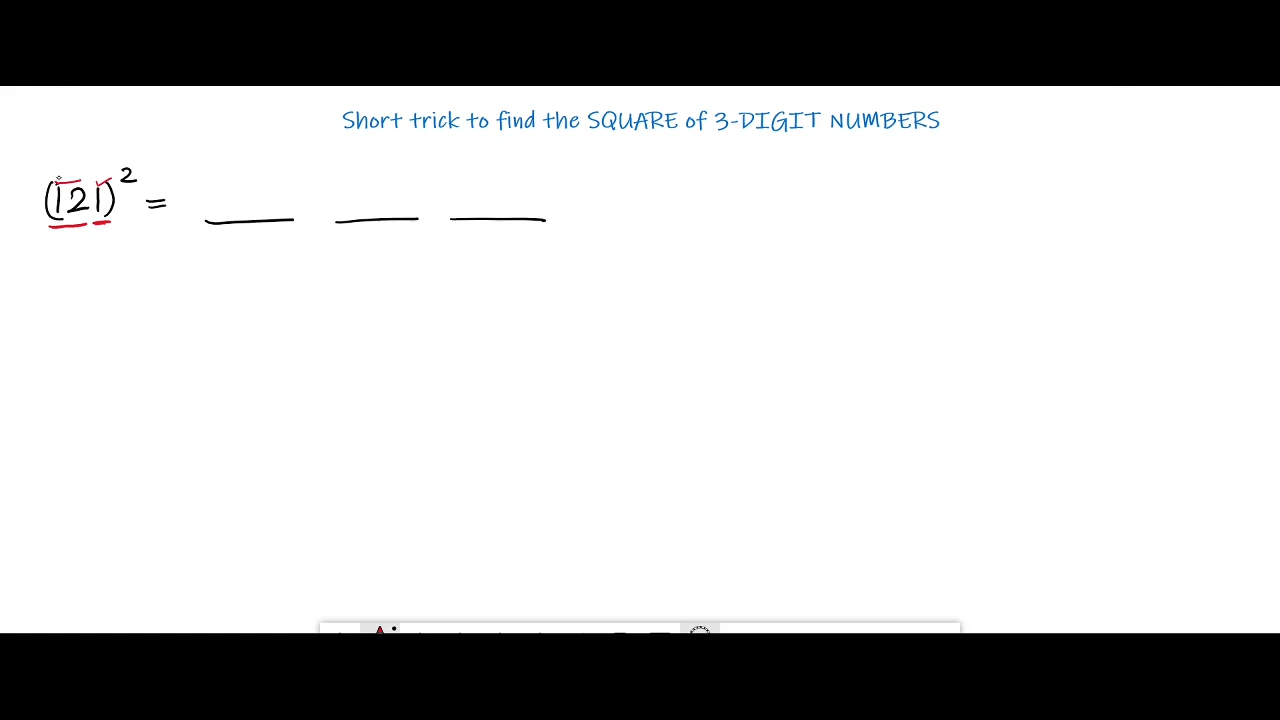 Short trick to find the SQUARE of 3-DIGIT NUMBERS
(121)² = ___ ___ ___